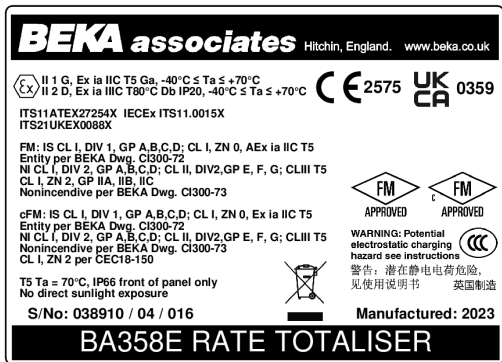 BEKA associates Hitchin, England. www.beka.co.uk
Ex II 1 G, Ex ia IIC T5 Ga, -40°C ≤ Ta ≤ +70°C
II 2 D, Ex ia IIIC T80°C Db IP20, -40°C ≤ Ta ≤ +70°C
CE 2575 UK CA 0359
ITS11ATEX27254X IECEx ITS11.0015X
ITS21UKEX0088X
FM: IS CL I, DIV 1, GP A,B,C,D; CL I, ZN 0, AEx ia IIC T5
Entity per BEKA Dwg. CI300-72
NI CL I, DIV 2, GP A,B,C,D; CL II, DIV2,GP E, F, G; CLIII T5
CL I, ZN 2, GP IIA, IIB, IIC
Nonincendive per BEKA Dwg. CI300-73
cFM: IS CL I, DIV 1, GP A,B,C,D; CL I, ZN 0, Ex ia IIC T5
Entity per BEKA Dwg. CI300-72
NI CL I, DIV 2, GP A,B,C,D; CL II, DIV2,GP E, F, G; CLIII T5
Nonincendive per BEKA Dwg. CI300-73
CL I, ZN 2 per CEC18-150
T5 Ta = 70°C, IP66 front of panel only
No direct sunlight exposure
FM APPROVED
c FM APPROVED
WARNING: Potential
electrostatic charging
hazard see instructions
CCC
警告：潜在静电电荷危险,
见使用说明书 英国制造
S/No: 038910 / 04 / 016 Manufactured: 2023
BA358E RATE TOTALISER